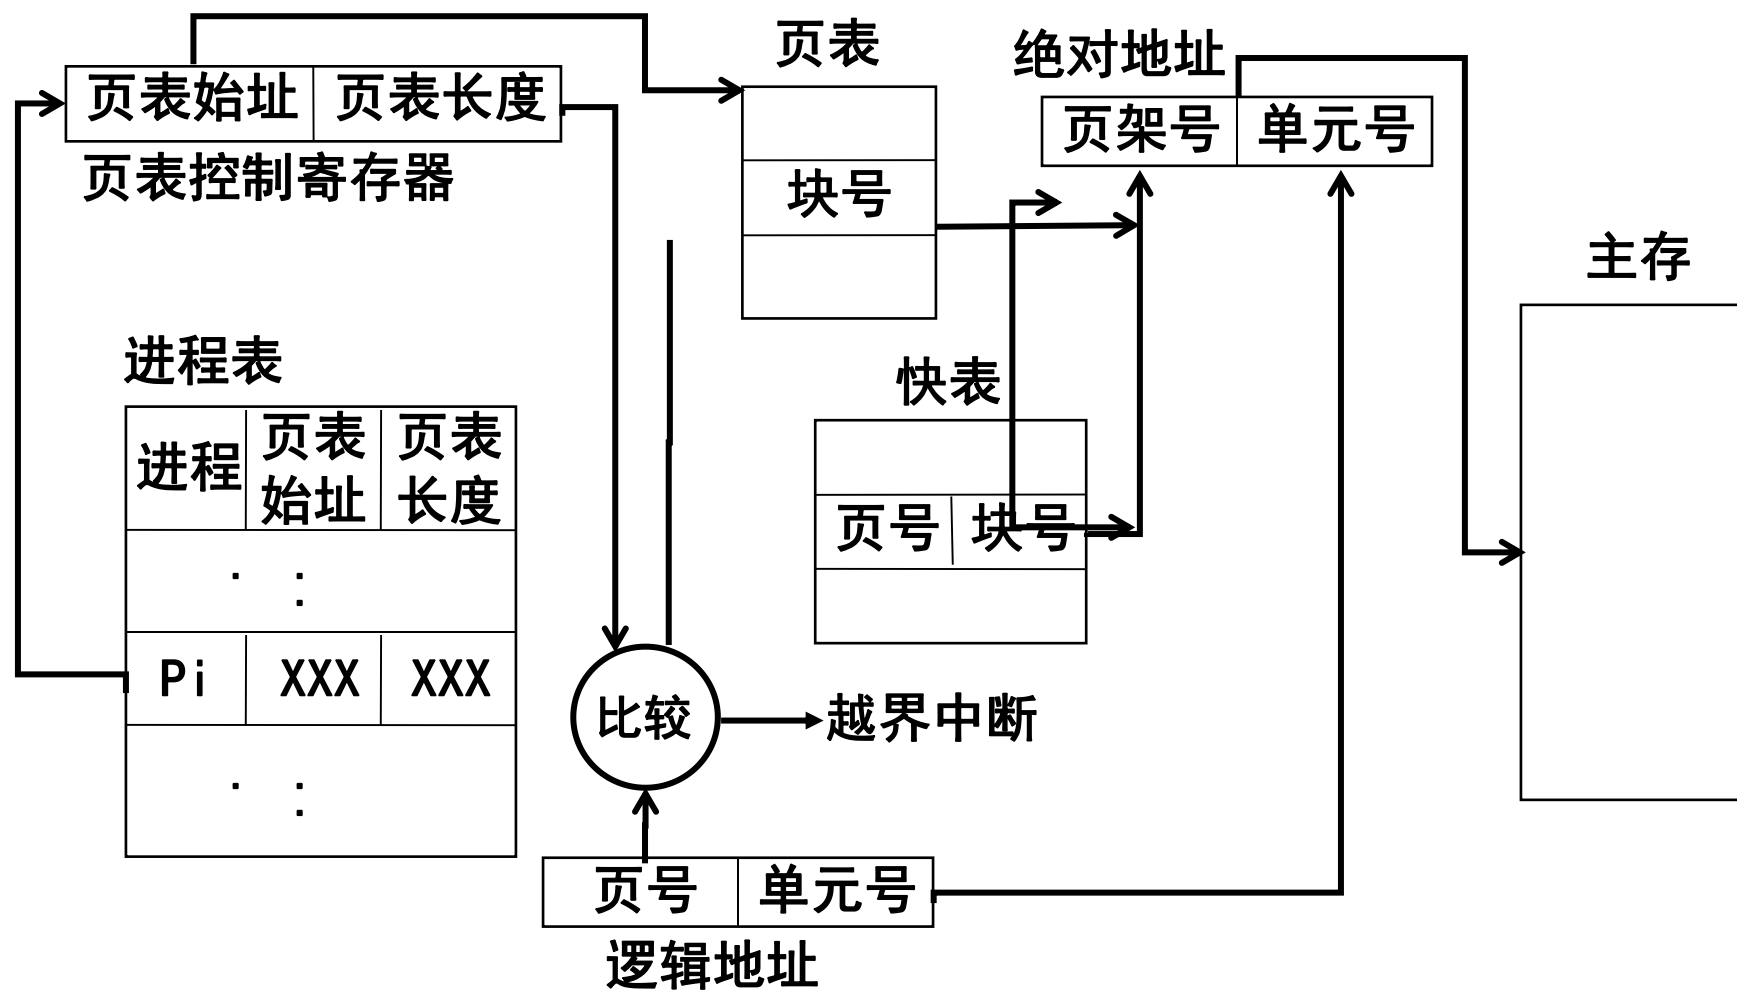 页表
绝对地址
页表始址 页表长度
页架号 单元号
页表控制寄存器
块号
主存
进程表
快表
进程 页表始址 页表长度
页号 块号
. :
.
Pi XXX XXX
比较
越界中断
. :
.
页号 单元号
逻辑地址